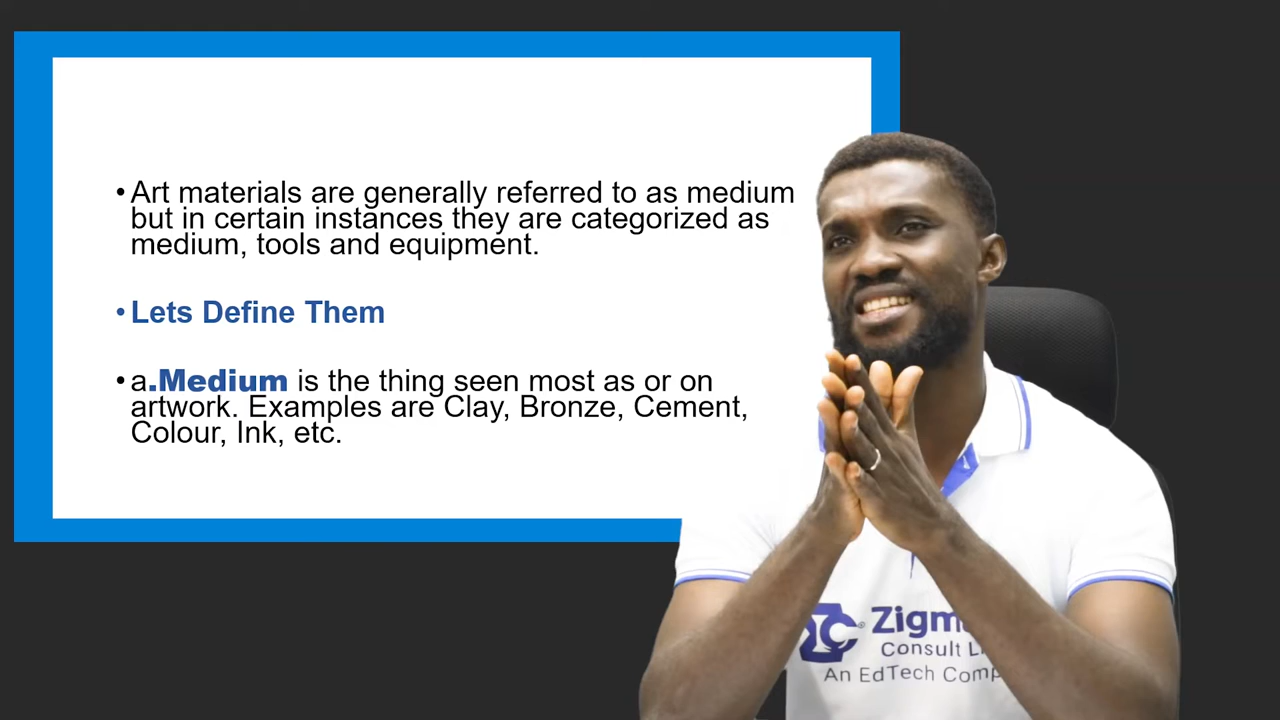 • Art materials are generally referred to as medium
but in certain instances they are categorized as
medium, tools and equipment.
• Lets Define Them
• a.Medium is the thing seen most as or on
artwork. Examples are Clay, Bronze, Cement,
Colour, Ink, etc.
Consult
An EdTech